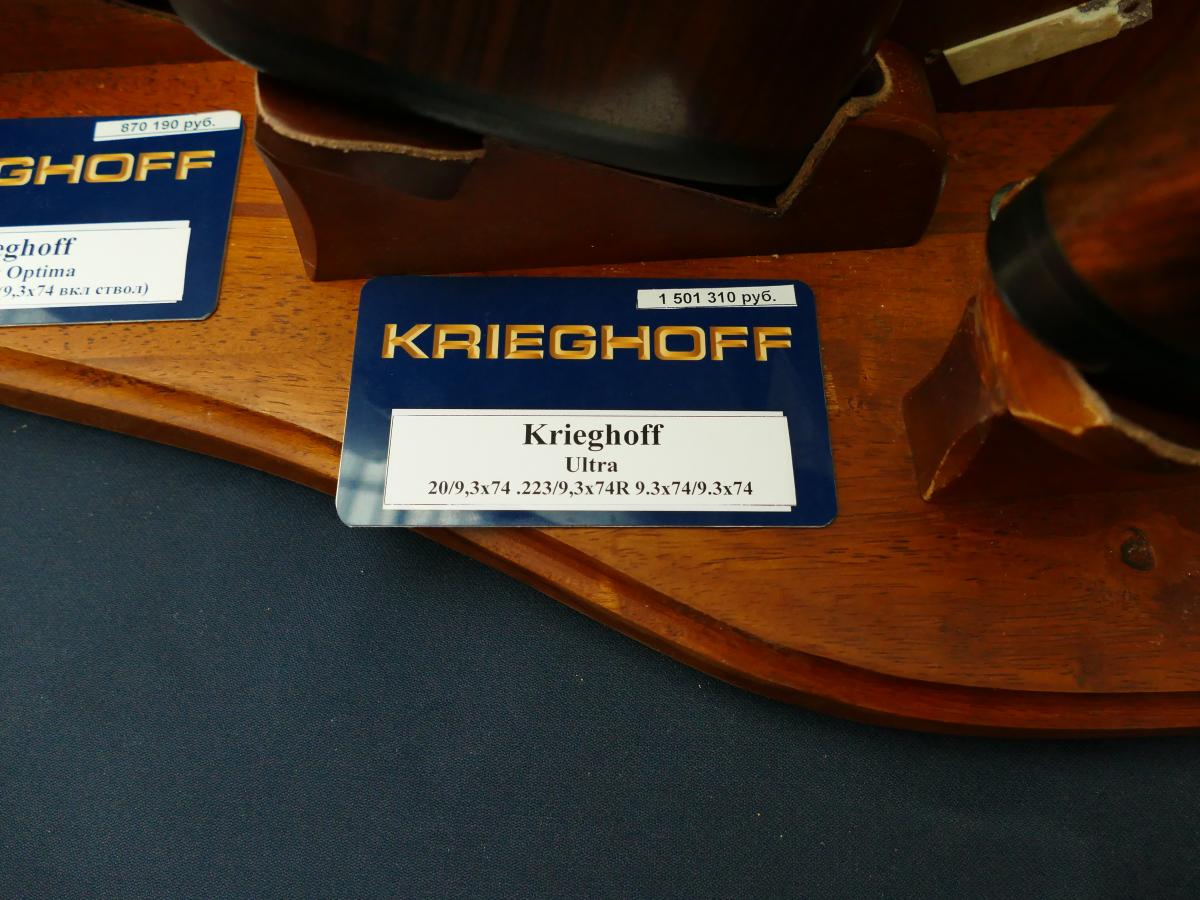 870 190 руб.
GHOFF
eghoff
Optima
/9,3x74 вкл ствол)
1 501 310 руб.
KRIEGHOFF
Krieghoff
Ultra
20/9,3x74 .223/9,3x74R 9.3x74/9.3x74